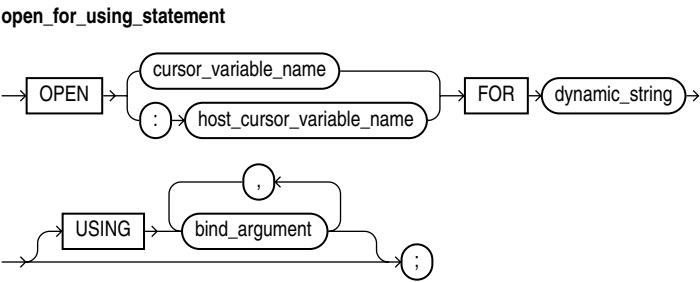 open_for_using_statement
cursor_variable_name
OPEN FOR dynamic_string
: host_cursor_variable_name
,
USING bind_argument
;